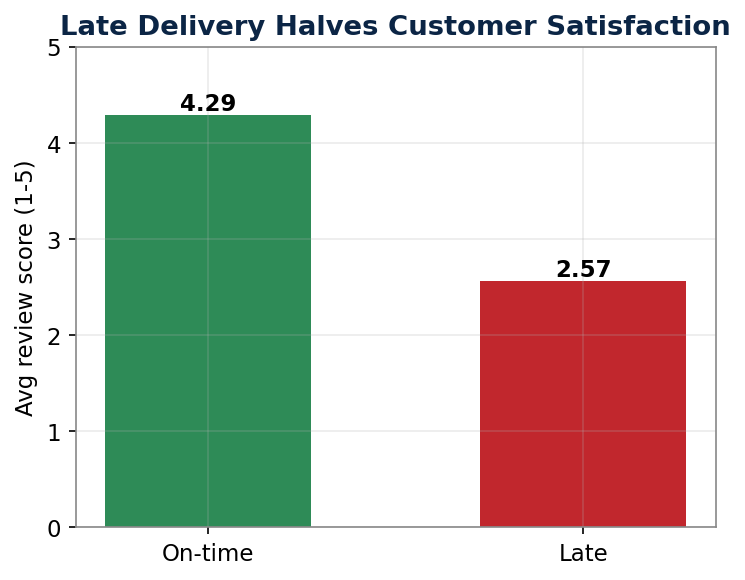 Late Delivery Halves Customer Satisfaction
5
4
3
2
1
0
Avg review score (1-5)
4.29
2.57
On-time
Late